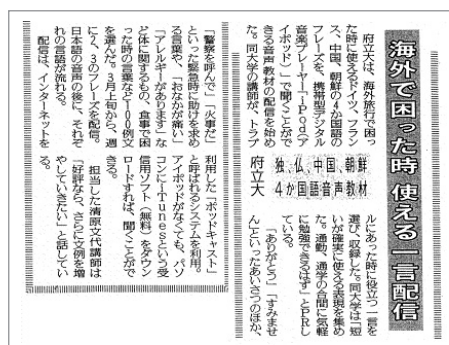 海外で困った時 使える一言配信
府立大
独、仏、中国、朝鮮
4か国語音声教材
府立大は、海外旅行で困っ
た時に使えるドイツ、フラン
ス、中国、朝鮮の4か国語の
フレーズを、携帯型デジタル
音楽プレーヤー「iPod(ア
イポッド)」で聞くことがで
きる音声教材の配信を始め
た。同大学の講師が、トラブ
ルにあった時に役立つ一言を
選び、収録した。同大学は「短
いが確実に使える表現を集め
た。通勤、通学の合間に気軽
に勉強できるはず」とPRし
ている。
「ありがとう」「すみませ
ん」といったあいさつのほか、
「警察を呼んで」「火事だ」
といった緊急時に助けを求め
る言葉や、「おなかが痛い」
「アレルギーがあります」な
ど体に関するもの、食事で困
った時の言葉など100例文
を選んだ。3月上旬から、週
に2、3のフレーズを配信。
日本語の音声の後に、それぞ
れの言語が流れる。
配信は、インターネットを
利用した「ポッドキャスト」
と呼ばれるシステムを利用。
アイポッドがなくても、パソ
コンにiTunesという受
信用ソフト(無料)をダウン
ロードすれば、聞くことがで
きる。
担当した清原文代講師は
「好評なら、さらに文例を増
やしていきたい」と話してい
る。